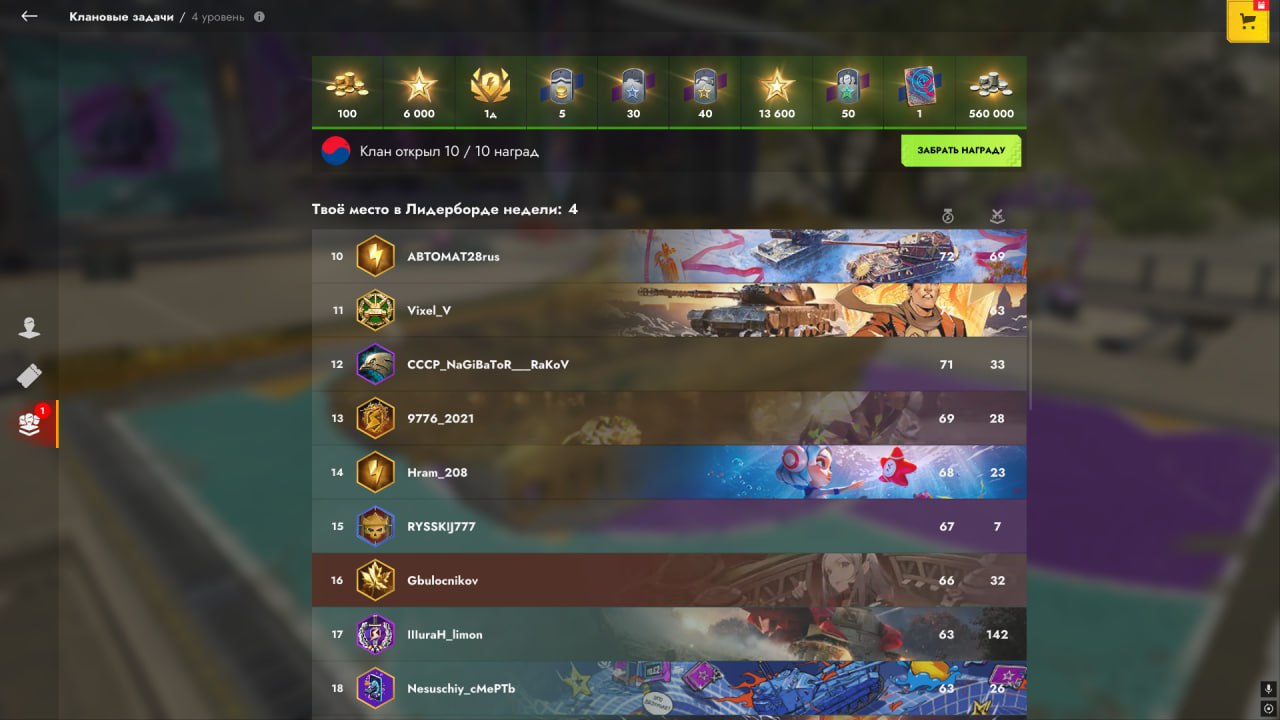 Клановые задачи / 4 уровень
100 6 000 1д 5 30 40 13 600 50 1 560 000
Клан открыл 10 / 10 наград
ЗАБРАТЬ НАГРАДУ
Твоё место в Лидерборде недели: 4
10 ABTOMAT28rus 72 69
11 Vixel_V 63
12 CCCP_NaGiBaToR___RaKoV 71 33
13 9776_2021 69 28
14 Hram_208 68 23
1
15 RYSSKIJ777 67 7
16 Gbulocnikov 66 32
17 IIIuraH_limon 63 142
18 Nesuschiy_cMePTb 63 26